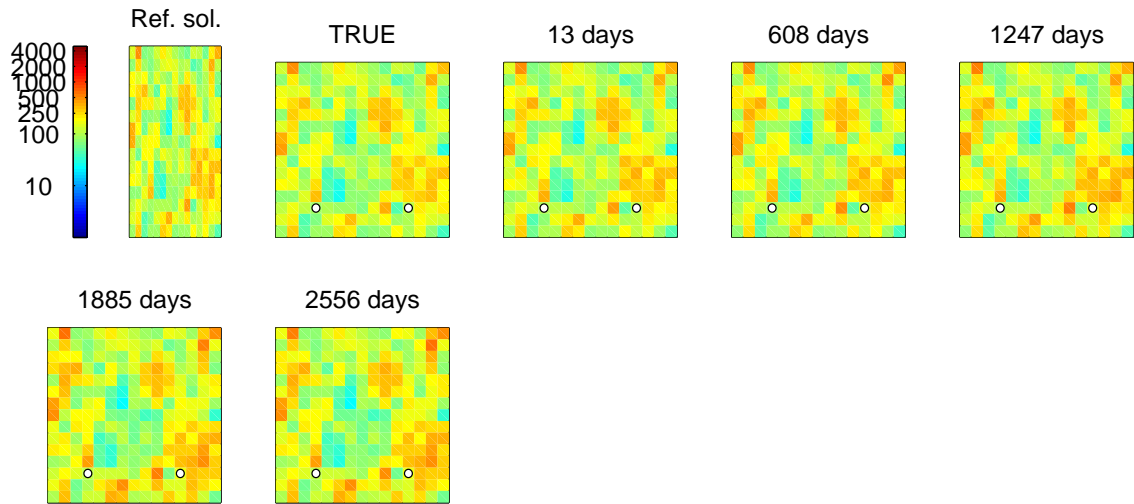 Ref. sol.
TRUE
13 days
608 days
1247 days
4000
2000
1000
500
250
100
10
1885 days
2556 days